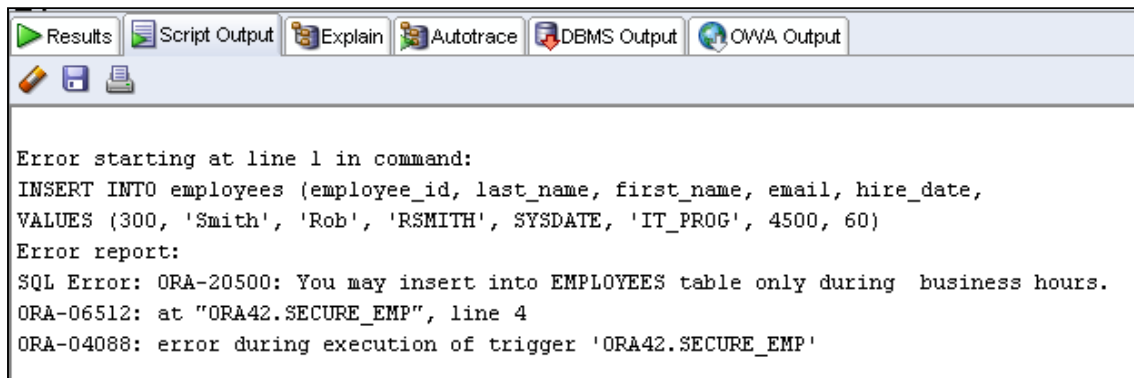 Results Script Output Explain Autotrace DBMS Output OWA Output
Error starting at line 1 in command:
INSERT INTO employees (employee_id, last_name, first_name, email, hire_date,
VALUES (300, 'Smith', 'Rob', 'RSMITH', SYSDATE, 'IT_PROG', 4500, 60)
Error report:
SQL Error: ORA-20500: You may insert into EMPLOYEES table only during  business hours.
ORA-06512: at "ORA42.SECURE_EMP", line 4
ORA-04088: error during execution of trigger 'ORA42.SECURE_EMP'